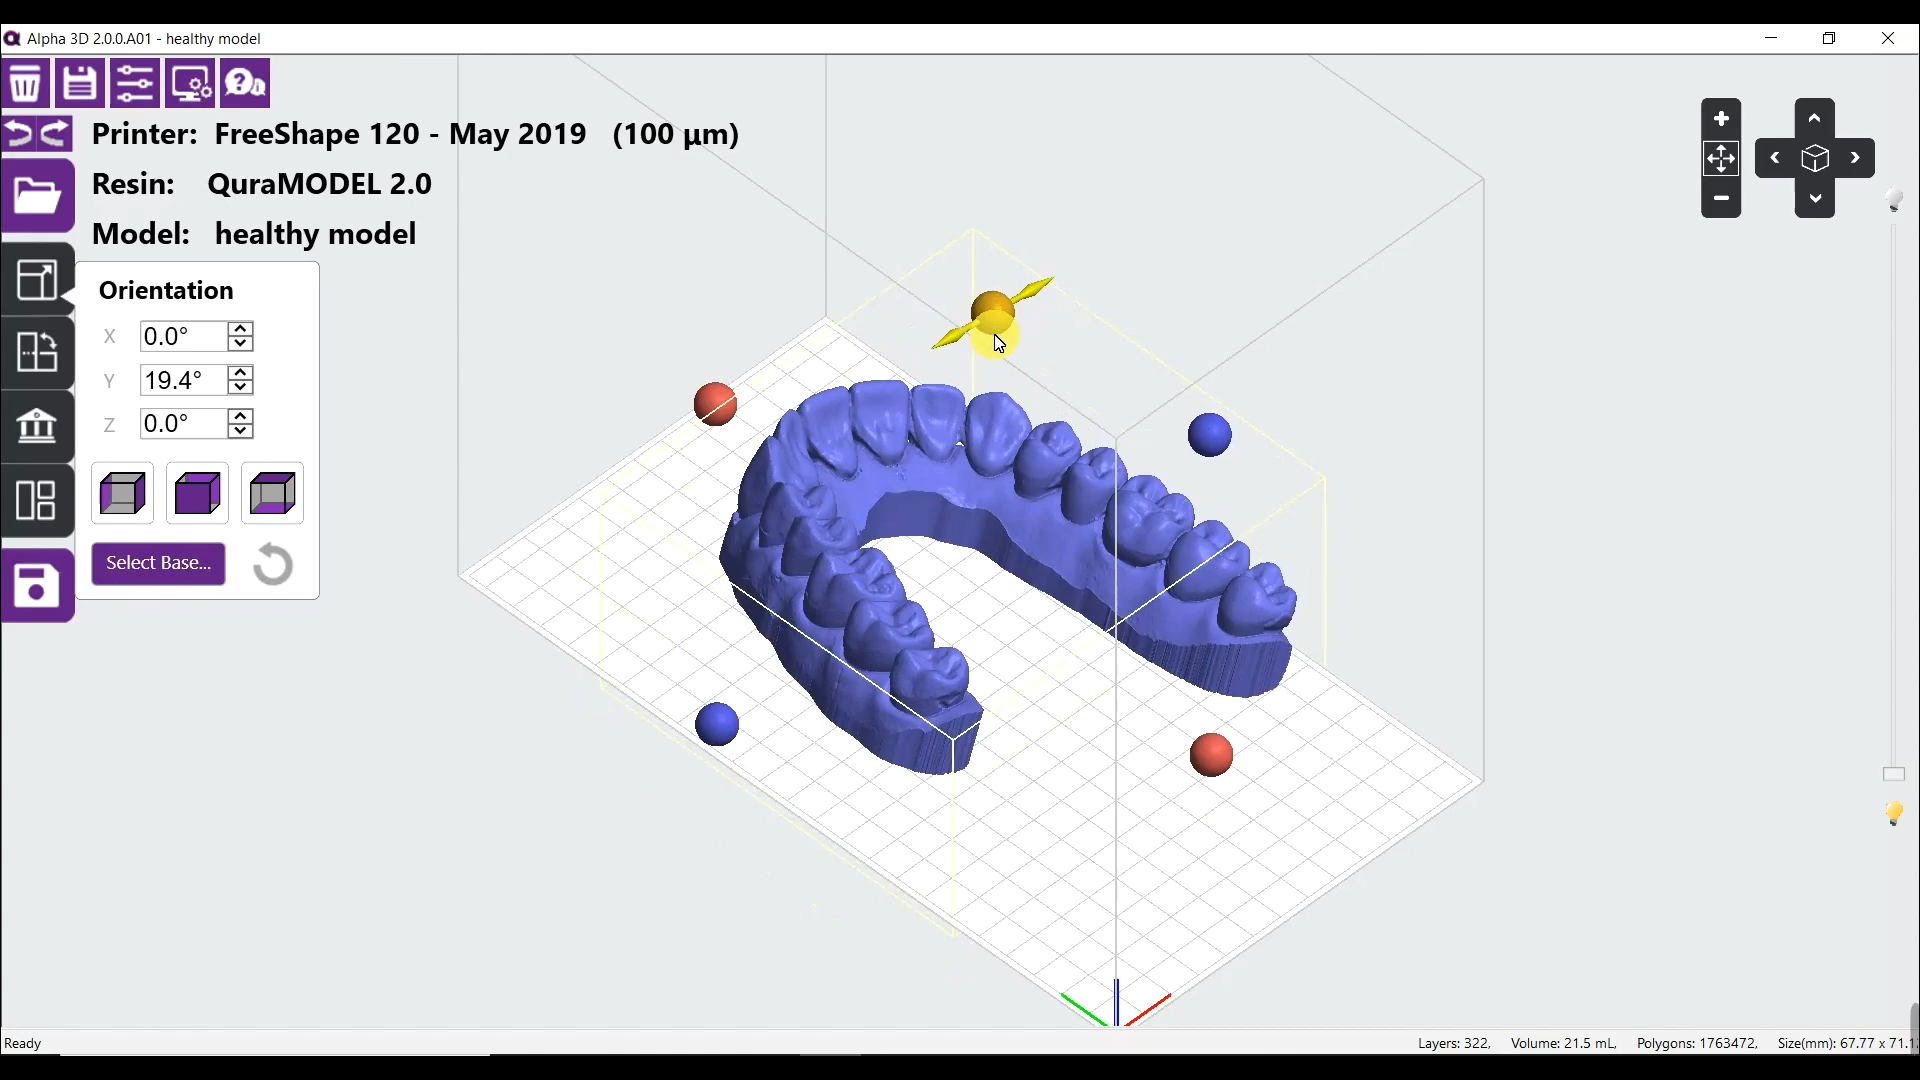 Alpha 3D 2.0.0.A01 - healthy model
Printer: FreeShape 120 - May 2019 (100 µm)
Resin: QuraMODEL 2.0
Model: healthy model
Orientation
X 0.0°
Y 19.4°
Z 0.0°
Select Base...
Ready
Layers: 322, Volume: 21.5 mL, Polygons: 1763472, Size(mm): 67.77 x 71.1